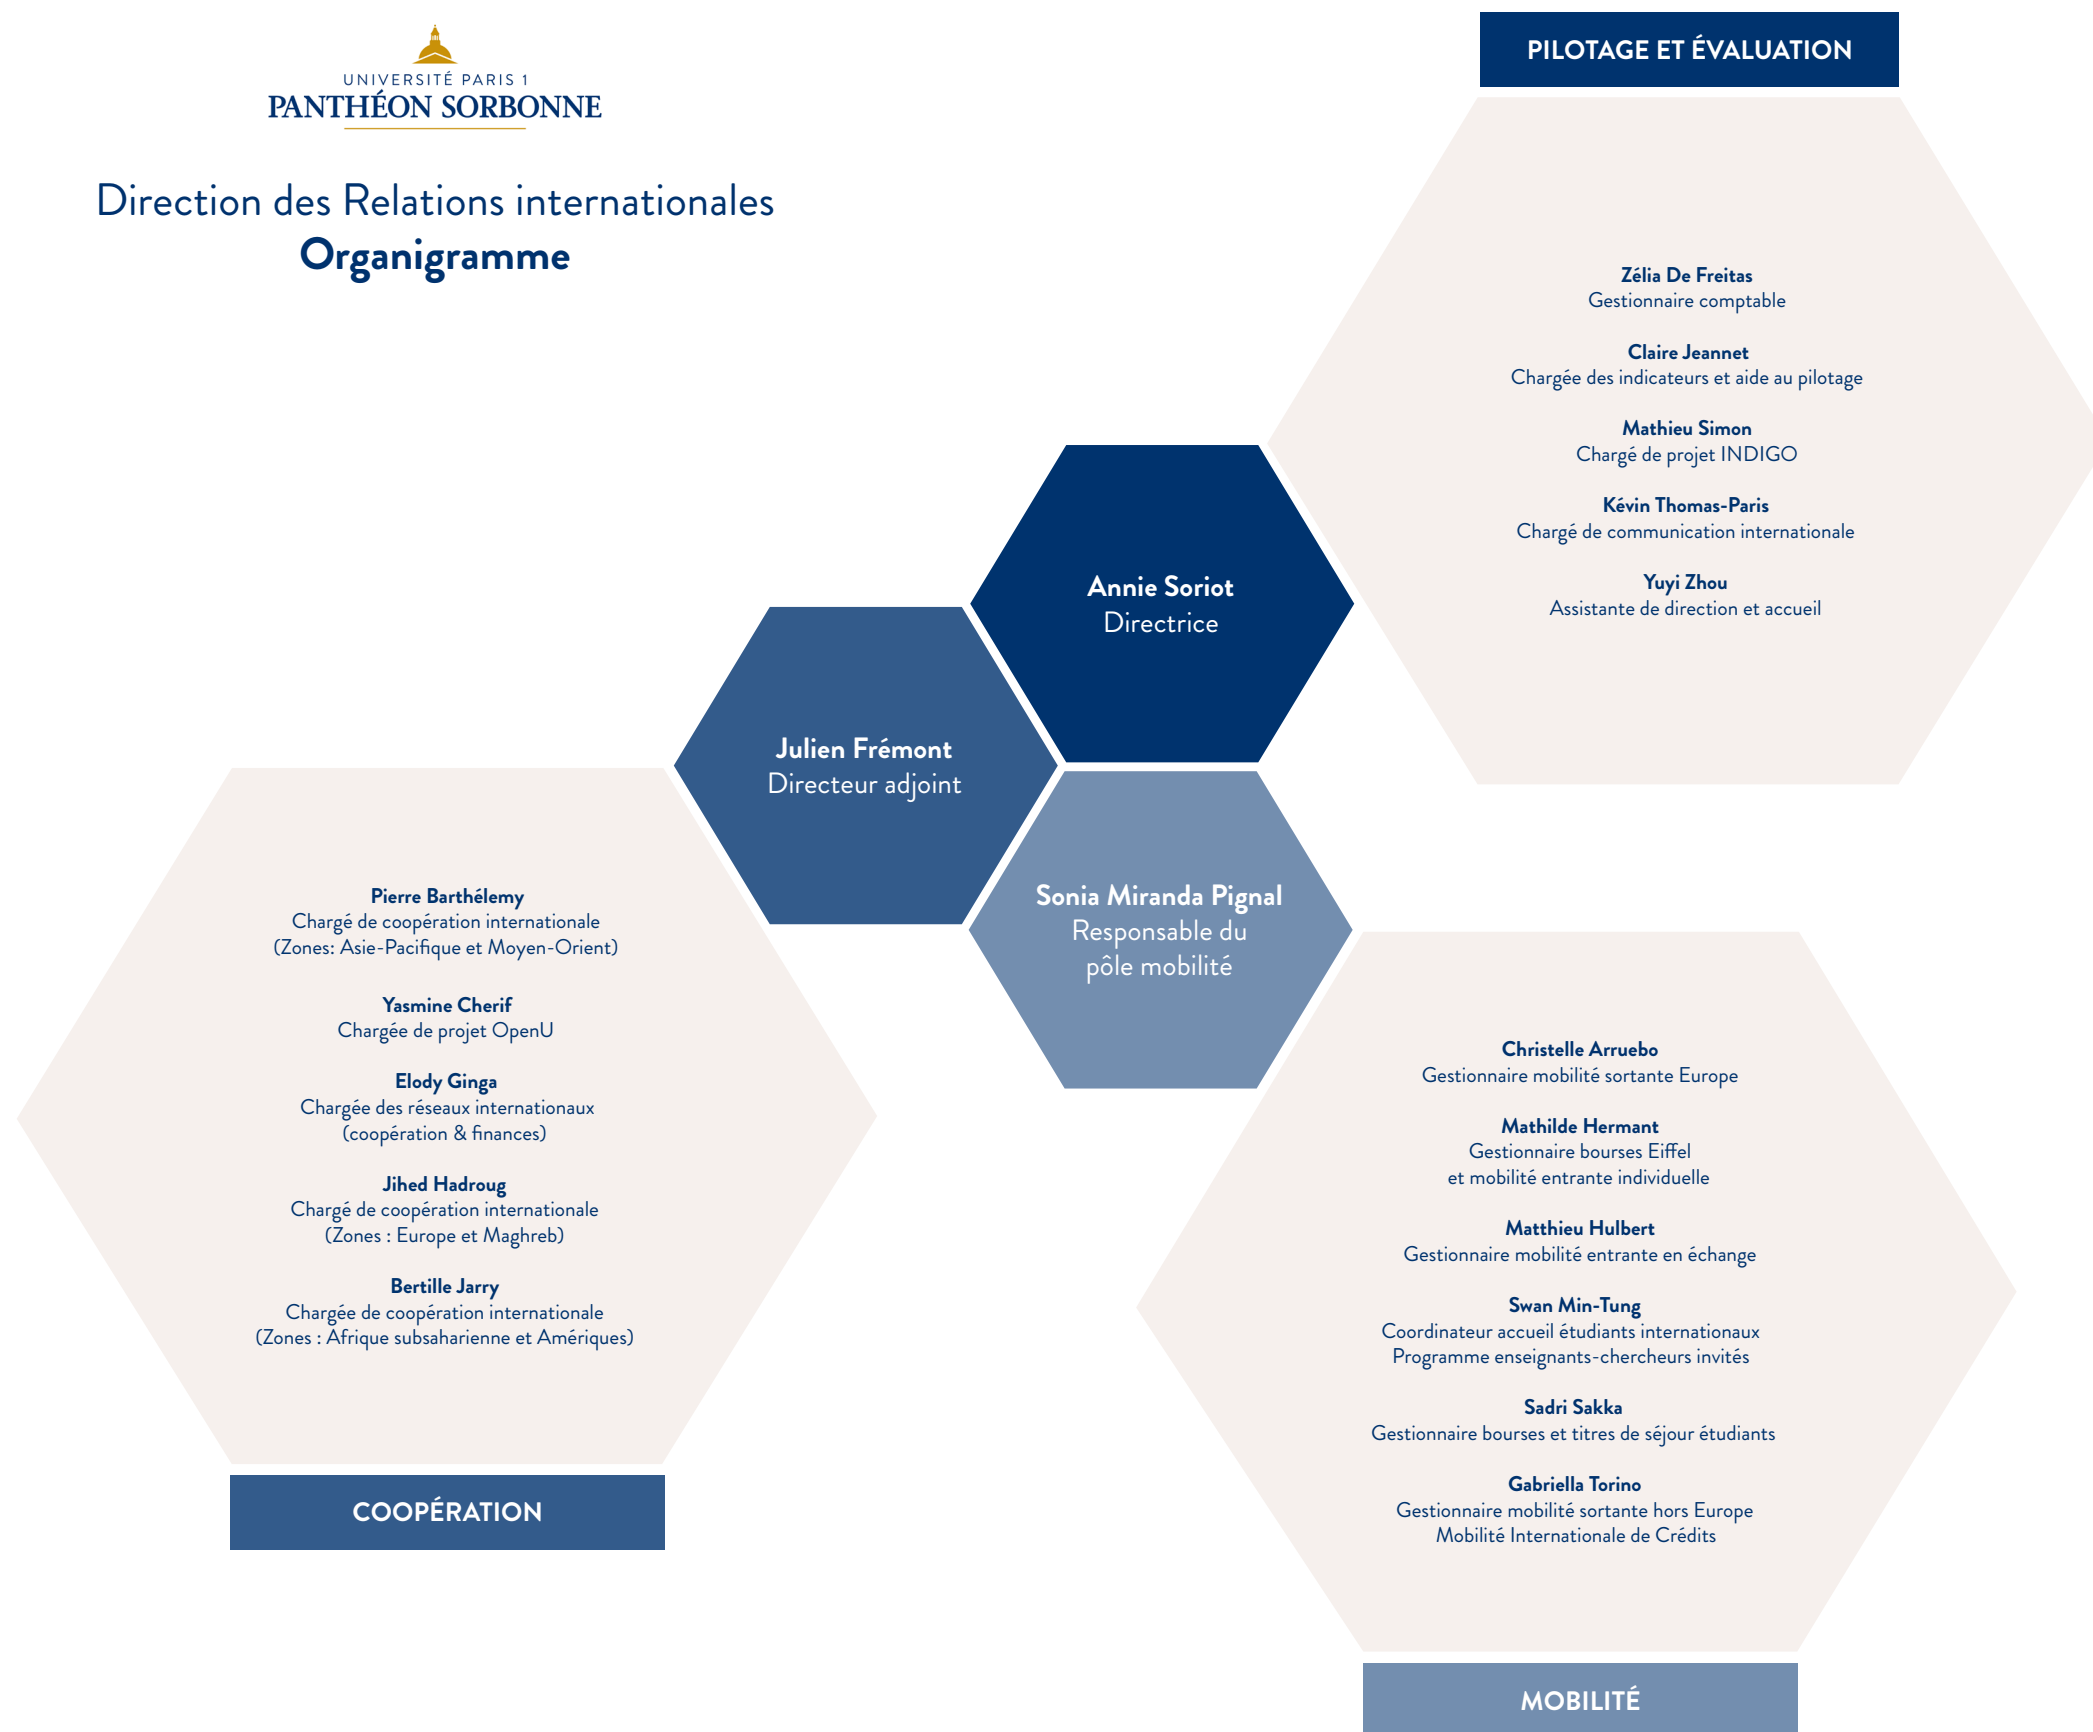 UNIVERSITÉ PARIS 1
PANTHÉON SORBONNE
Direction des Relations internationales
Organigramme
PILOTAGE ET ÉVALUATION
Zélia De Freitas
Gestionnaire comptable
Claire Jeannet
Chargée des indicateurs et aide au pilotage
Mathieu Simon
Chargé de projet INDIGO
Kévin Thomas-Paris
Chargé de communication internationale
Yuyi Zhou
Assistante de direction et accueil
Annie Soriot
Directrice
Julien Frémont
Directeur adjoint
Sonia Miranda Pignal
Responsable du
pôle mobilité
Pierre Barthélemy
Chargé de coopération internationale
(Zones: Asie-Pacifique et Moyen-Orient)
Yasmine Cherif
Chargée de projet OpenU
Elody Ginga
Chargée des réseaux internationaux
(coopération & finances)
Jihed Hadroug
Chargé de coopération internationale
(Zones : Europe et Maghreb)
Bertille Jarry
Chargée de coopération internationale
(Zones : Afrique subsaharienne et Amériques)
COOPÉRATION
Christelle Arruebo
Gestionnaire mobilité sortante Europe
Mathilde Hermant
Gestionnaire bourses Eiffel
et mobilité entrante individuelle
Matthieu Hulbert
Gestionnaire mobilité entrante en échange
Swan Min-Tung
Coordinateur accueil étudiants internationaux
Programme enseignants-chercheurs invités
Sadri Sakka
Gestionnaire bourses et titres de séjour étudiants
Gabriella Torino
Gestionnaire mobilité sortante hors Europe
Mobilité Internationale de Crédits
MOBILITÉ